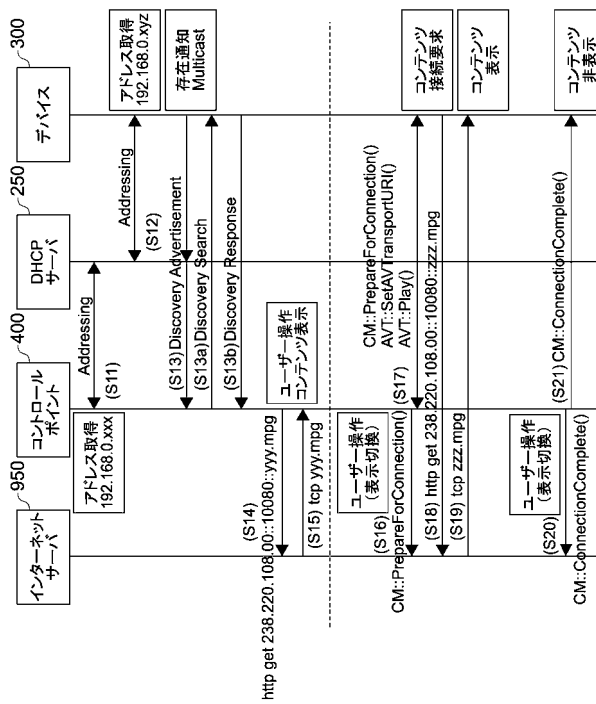 950
インターネット
サーバ
400
コントロール
ポイント
250
DHCP
サーバ
300
デバイス
アドレス取得
192.168.0.xxx
Addressing
(S11)
Addressing
(S12)
アドレス取得
192.168.0.xyz
(S13) Discovery Advertisement
存在通知
Multicast
(S13a) Discovery Search
(S13b) Discovery Response
(S14)
http get 238.220.108.00::10080::yyy.mpg
(S15) tcp yyy.mpg
ユーザー操作
コンテンツ表示
ユーザー操作
(表示切換)
(S16)
CM::PrepareForConnection()
CM::PrepareForConnection()
AVT::SetAVTransportURI()
AVT::Play()
(S17)
コンテンツ
接続要求
(S18) http get 238.220.108.00::10080::zzz.mpg
(S19) tcp zzz.mpg
コンテンツ
表示
ユーザー操作
(表示切換)
(S20)
CM::ConnectionComplete()
(S21) CM::ConnectionComplete()
コンテンツ
非表示